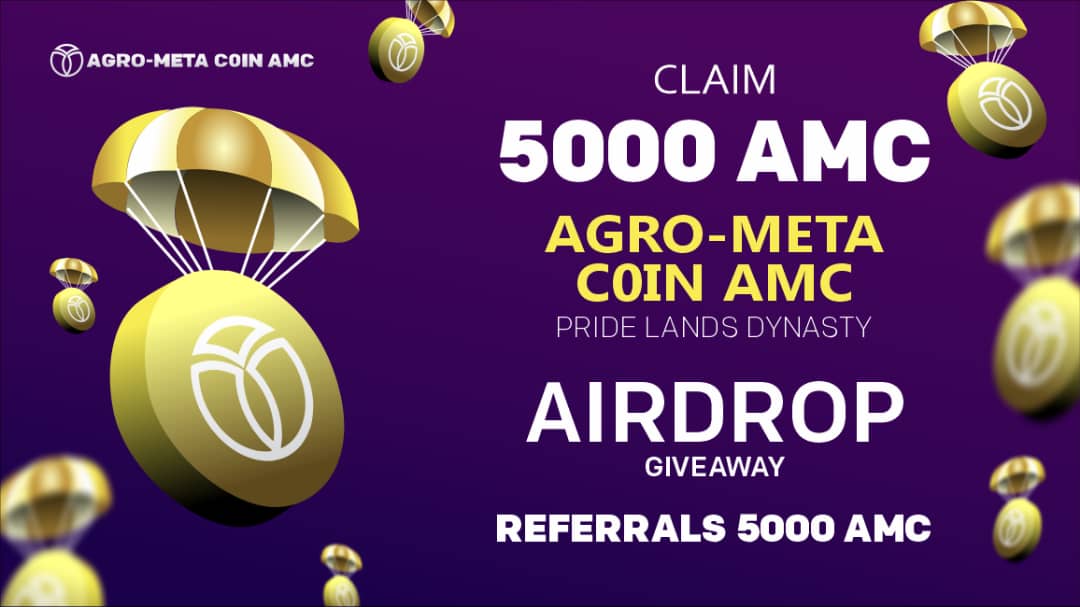 AGRO-META C0IN AMC
CLAIM
5000 AMC
AGRO-META
C0IN AMC
PRIDE LANDS DYNASTY
AIRDROP
GIVEAWAY
REFERRALS 5000 AMC